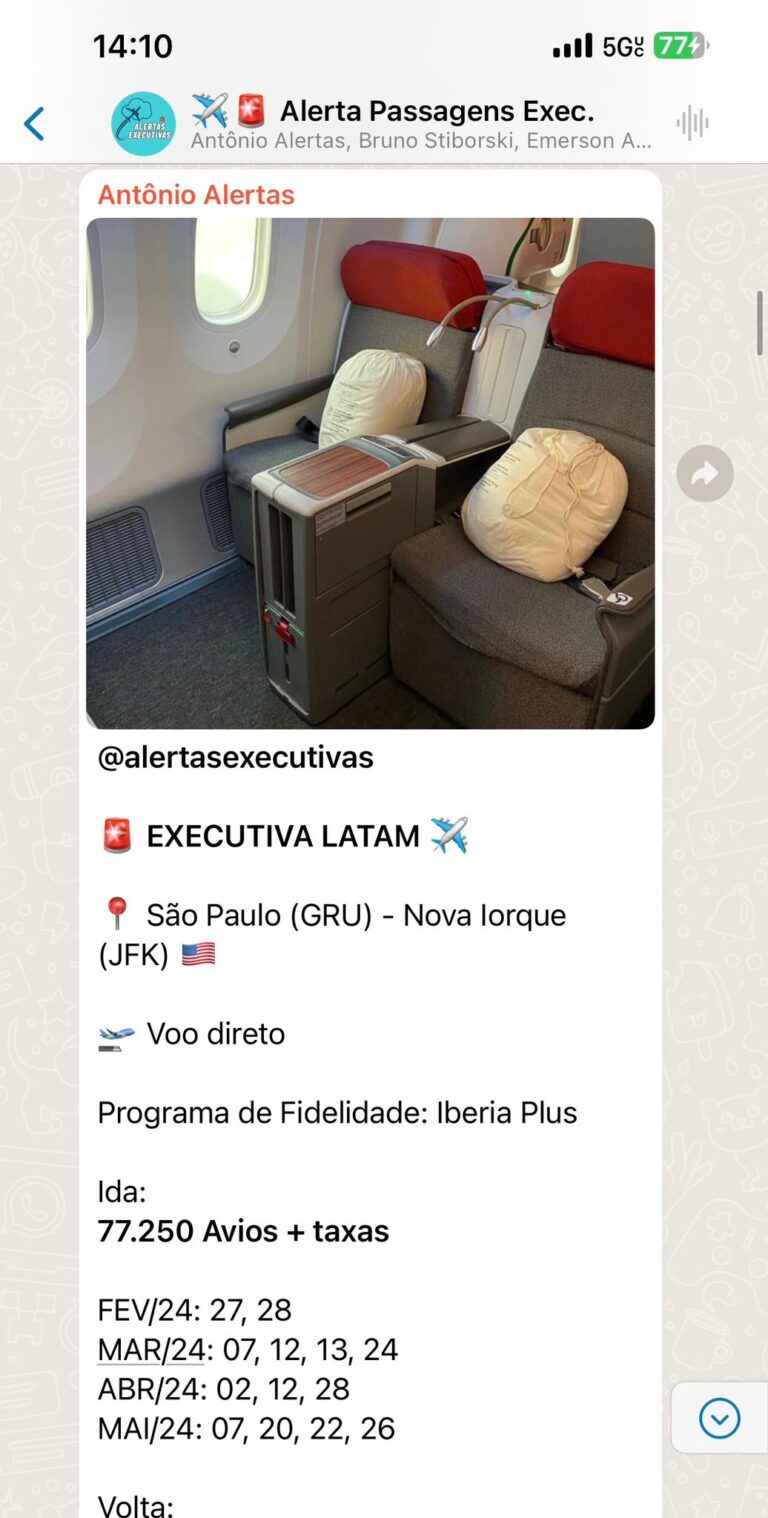 14:10
5G UC
77
✈️🚨 Alerta Passagens Exec.
Antônio Alertas, Bruno Stiborski, Emerson A...
ALERTAS
EXECUTIVAS
Antônio Alertas
@alertasexecutivas
🚨 EXECUTIVA LATAM ✈️
📍 São Paulo (GRU) - Nova Iorque
(JFK) 🇺🇸
🛫 Voo direto
Programa de Fidelidade: Iberia Plus
Ida:
77.250 Avios + taxas
FEV/24: 27, 28
MAR/24: 07, 12, 13, 24
ABR/24: 02, 12, 28
MAI/24: 07, 20, 22, 26
Volta: